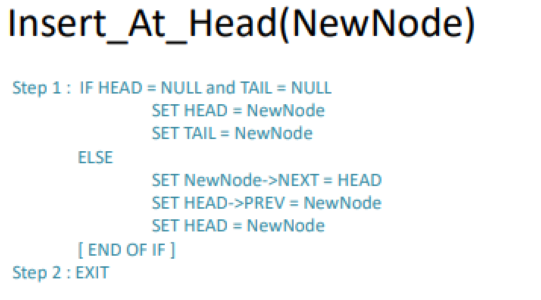 Insert_At_Head(NewNode)
Step 1 : IF HEAD = NULL and TAIL = NULL
SET HEAD = NewNode
SET TAIL = NewNode
ELSE
SET NewNode->NEXT = HEAD
SET HEAD->PREV = NewNode
SET HEAD = NewNode
[ END OF IF ]
Step 2 : EXIT